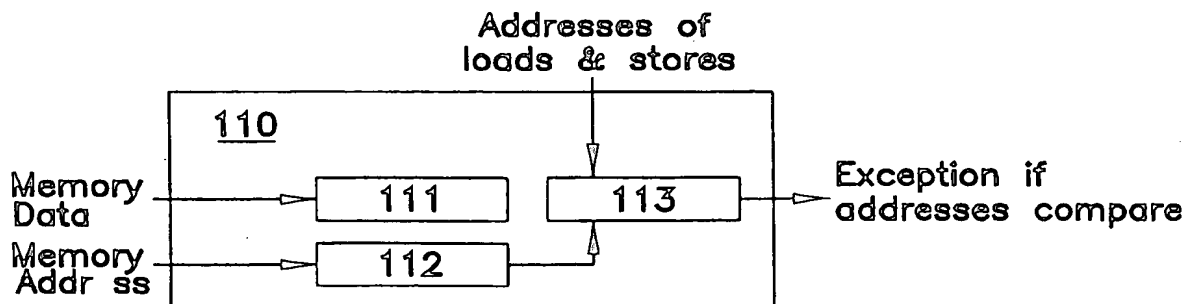 Addresses of
loads & stores
110
Memory
Data
111
113
Exception if
addresses compare
Memory
Addr ss
112